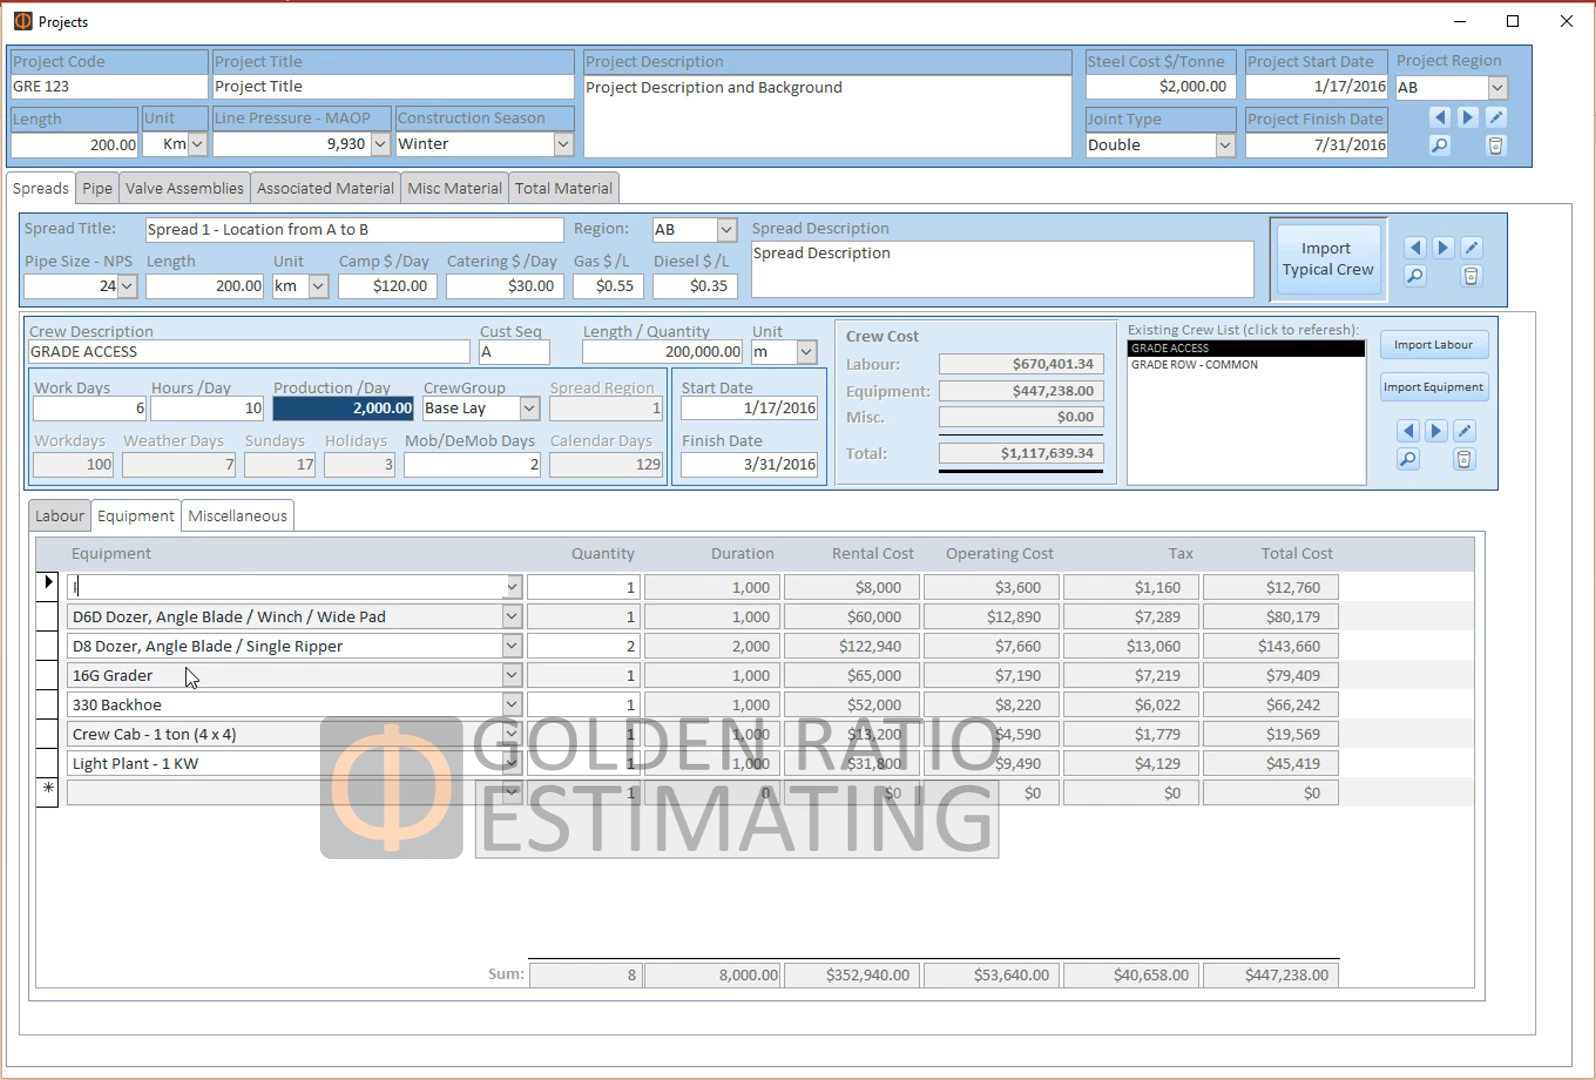 Projects
Project Code Project Title Project Description Steel Cost $/Tonne Project Start Date Project Region
GRE 123 Project Title Project Description and Background $2,000.00 1/17/2016 AB
Length Unit Line Pressure - MAOP Construction Season Joint Type Project Finish Date
200.00 Km 9,930 Winter Double 7/31/2016
Spreads Pipe Valve Assemblies Associated Material Misc Material Total Material
Spread Title: Spread 1 - Location from A to B Region: AB Spread Description
Spread Description
Import
Typical Crew
Pipe Size - NPS Length Unit Camp $/Day Catering $/Day Gas $/L Diesel $/L
24 200.00 km $120.00 $30.00 $0.55 $0.35
Crew Description Cust Seq Length / Quantity Unit
GRADE ACCESS A 200,000.00 m
Work Days Hours /Day Production /Day CrewGroup Spread Region Start Date
6 10 2,000.00 Base Lay 1 1/17/2016
Workdays Weather Days Sundays Holidays Mob/DeMob Days Calendar Days Finish Date
100 7 17 3 2 129 3/31/2016
Crew Cost
Labour: $670,401.34
Equipment: $447,238.00
Misc. $0.00
Total: $1,117,639.34
Existing Crew List (click to referesh):
GRADE ACCESS
GRADE ROW - COMMON
Import Labour
Import Equipment
Labour Equipment Miscellaneous
Equipment Quantity Duration Rental Cost Operating Cost Tax Total Cost
1 1,000 $8,000 $3,600 $1,160 $12,760
D6D Dozer, Angle Blade / Winch / Wide Pad 1 1,000 $60,000 $12,890 $7,289 $80,179
D8 Dozer, Angle Blade / Single Ripper 2 2,000 $122,940 $7,660 $13,060 $143,660
16G Grader 1 1,000 $65,000 $7,190 $7,219 $79,409
330 Backhoe 1 1,000 $52,000 $8,220 $6,022 $66,242
Crew Cab - 1 ton (4 x 4) 1 1,000 $13,200 $4,590 $1,779 $19,569
Light Plant - 1 KW 1 1,000 $31,800 $9,490 $4,129 $45,419
1 0 $0 $0 $0 $0
GOLDEN RATIO
ESTIMATING
Sum: 8 8,000.00 $352,940.00 $53,640.00 $40,658.00 $447,238.00